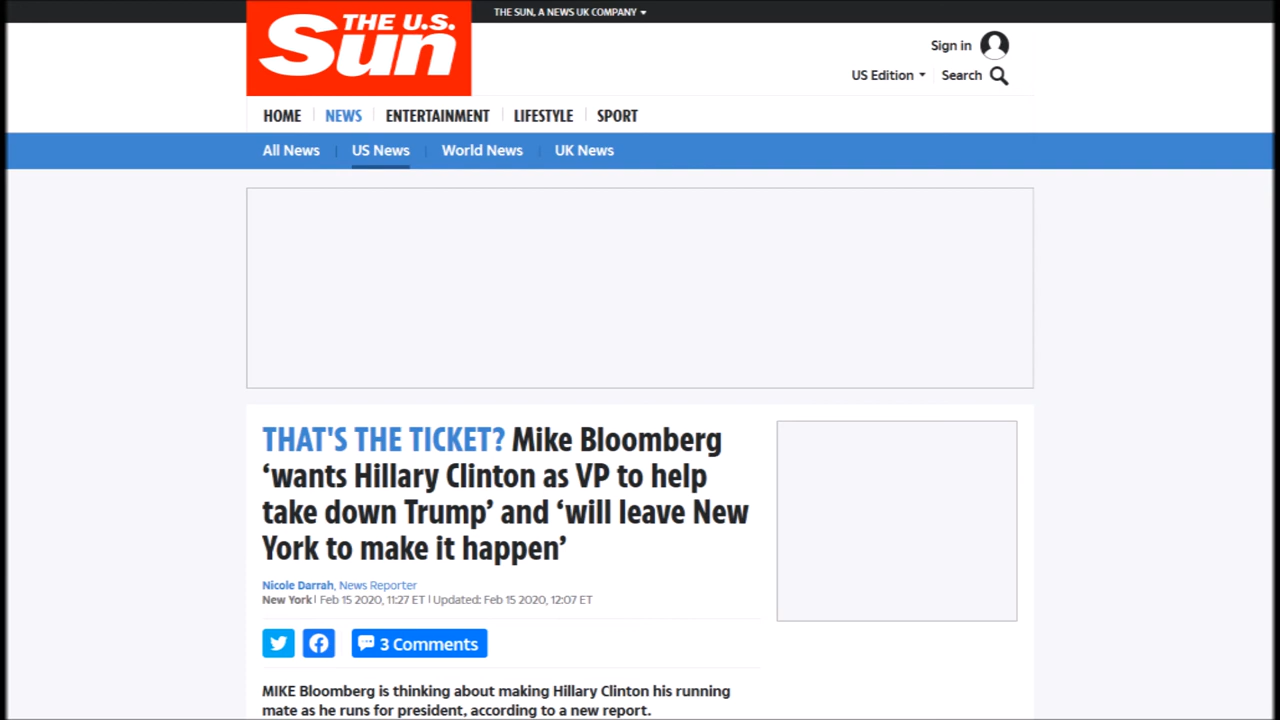 THE SUN, A NEWS UK COMPANY
THE U.S.
Sun
Sign in
US Edition
Search
HOME
NEWS
ENTERTAINMENT
LIFESTYLE
SPORT
All News
US News
World News
UK News
THAT'S THE TICKET? Mike Bloomberg
‘wants Hillary Clinton as VP to help
take down Trump’ and ‘will leave New
York to make it happen’
Nicole Darrah, News Reporter
New York | Feb 15 2020, 11:27 ET | Updated: Feb 15 2020, 12:07 ET
3 Comments
MIKE Bloomberg is thinking about making Hillary Clinton his running
mate as he runs for president, according to a new report.